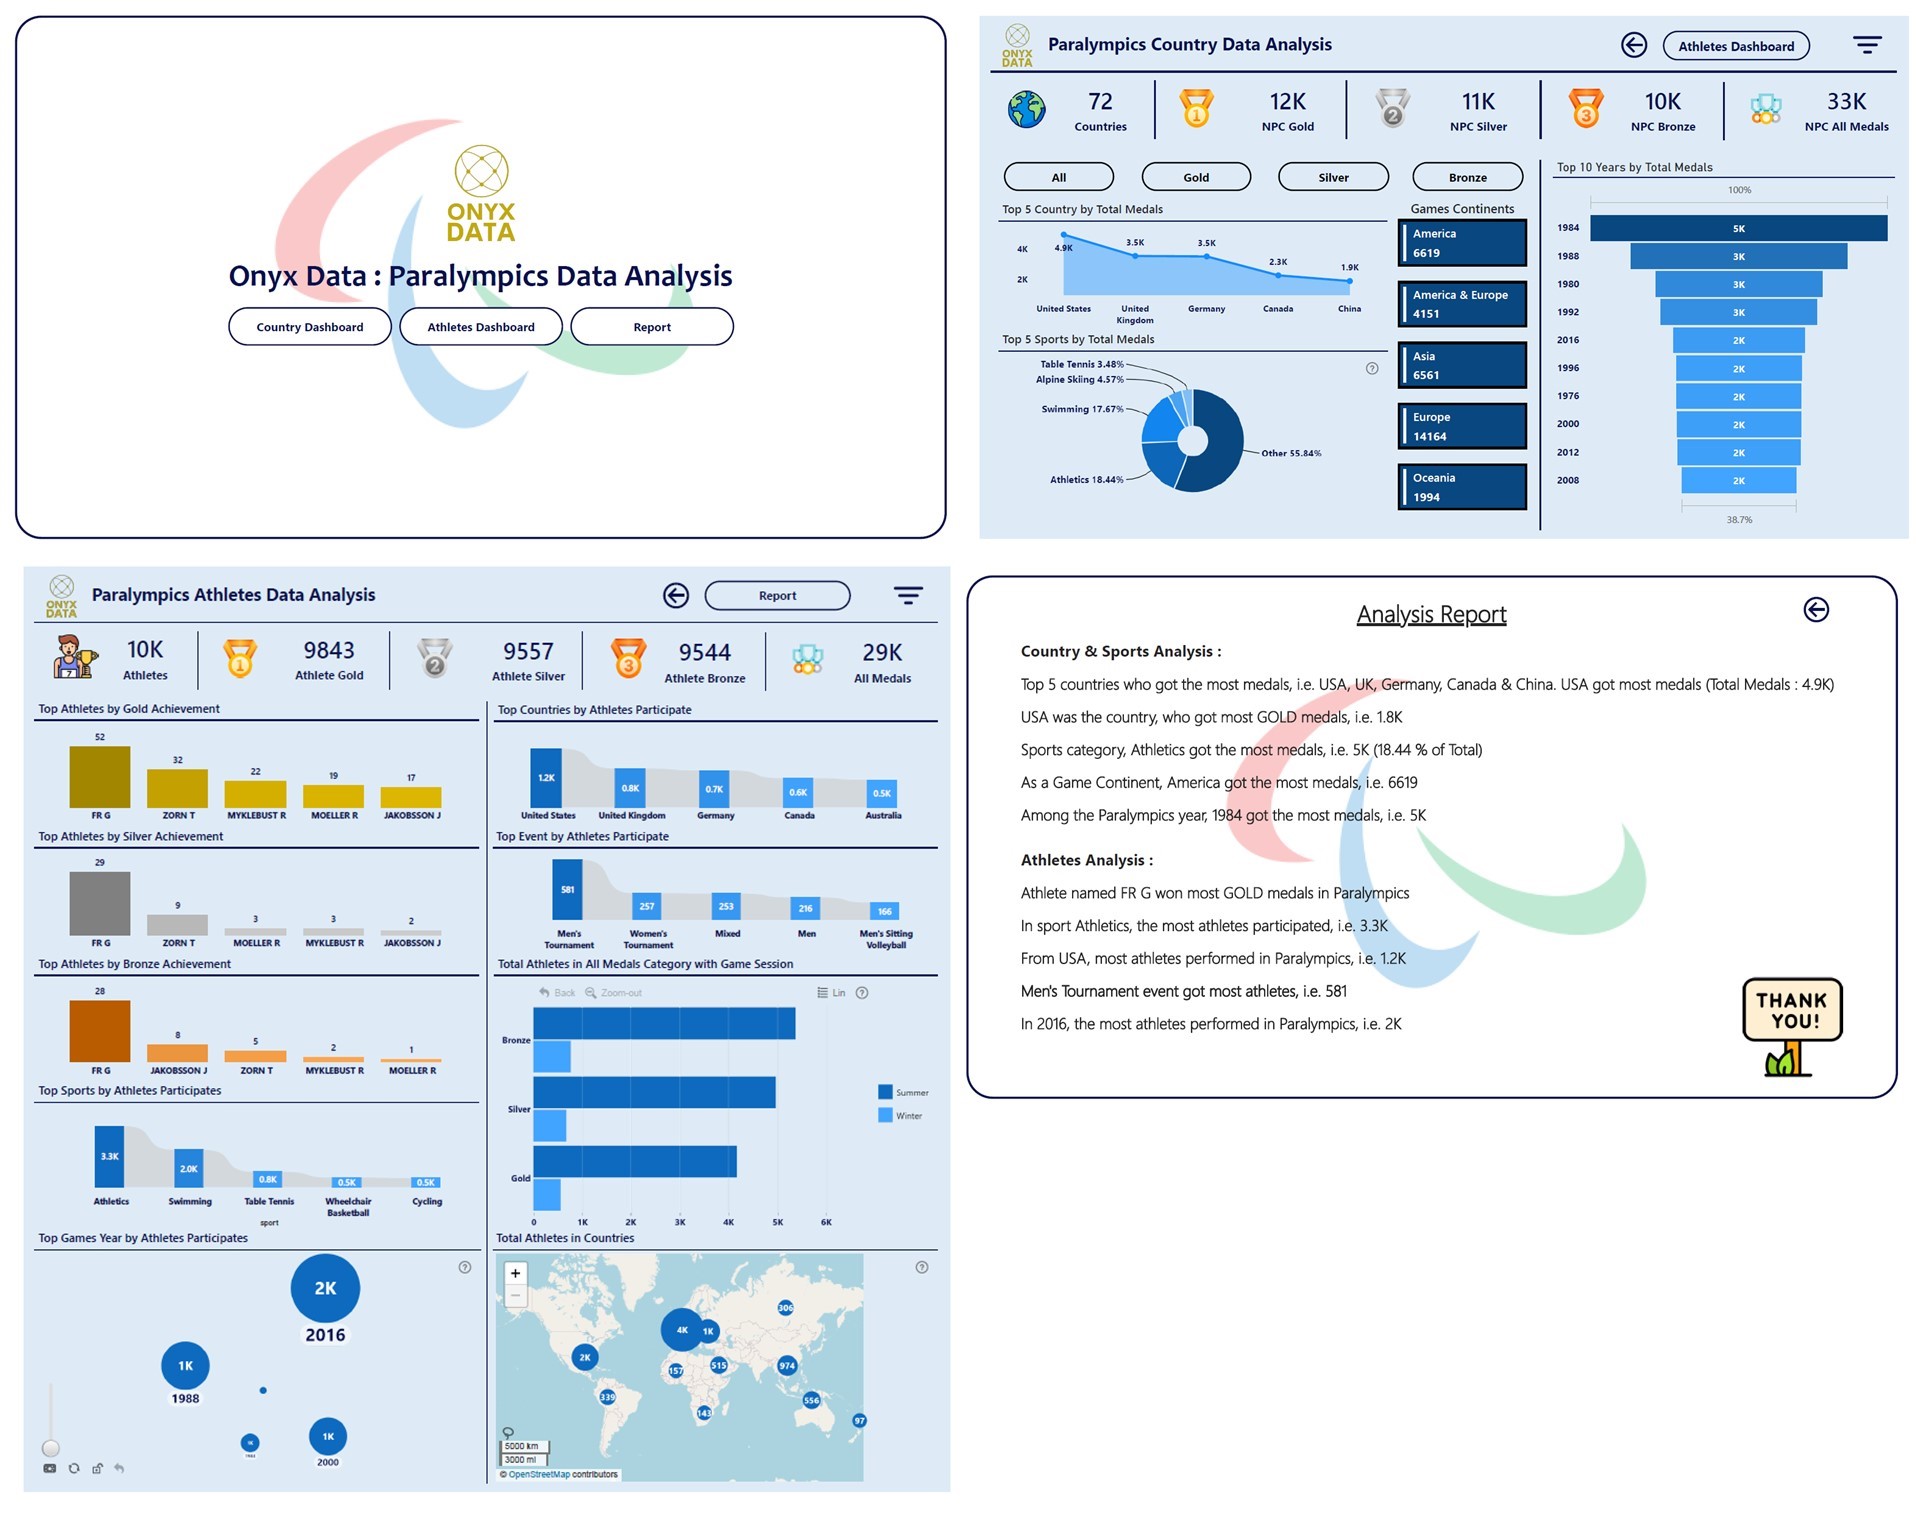 ONYX
DATA
Onyx Data : Paralympics Data Analysis
Country Dashboard
Athletes Dashboard
Report
ONYX
DATA
Paralympics Country Data Analysis
Athletes Dashboard
72
Countries
1
12K
NPC Gold
2
11K
NPC Silver
3
10K
NPC Bronze
33K
NPC All Medals
All
Gold
Silver
Bronze
Top 5 Country by Total Medals
4K
2K
4.9K
3.5K
3.5K
2.3K
1.9K
United States
United
Kingdom
Germany
Canada
China
Top 5 Sports by Total Medals
?
Table Tennis 3.48%
Alpine Skiing 4.57%
Swimming 17.67%
Athletics 18.44%
Other 55.84%
Games Continents
America
6619
America & Europe
4151
Asia
6561
Europe
14164
Oceania
1994
Top 10 Years by Total Medals
100%
1984 5K
1988 3K
1980 3K
1992 3K
2016 2K
1996 2K
1976 2K
2000 2K
2012 2K
2008 2K
38.7%
ONYX
DATA
Paralympics Athletes Data Analysis
Report
7
10K
Athletes
1
9843
Athlete Gold
2
9557
Athlete Silver
3
9544
Athlete Bronze
29K
All Medals
Top Athletes by Gold Achievement
52
32
22
19
17
FR G
ZORN T
MYKLEBUST R
MOELLER R
JAKOBSSON J
Top Athletes by Silver Achievement
29
9
3
3
2
FR G
ZORN T
MOELLER R
MYKLEBUST R
JAKOBSSON J
Top Athletes by Bronze Achievement
28
8
5
2
1
FR G
JAKOBSSON J
ZORN T
MYKLEBUST R
MOELLER R
Top Sports by Athletes Participates
3.3K
2.0K
0.8K
0.5K
0.5K
Athletics
Swimming
Table Tennis
Wheelchair
Basketball
Cycling
sport
Top Games Year by Athletes Participates
?
2K
2016
1K
1988
1K
2000
Top Countries by Athletes Participate
1.2K
0.8K
0.7K
0.6K
0.5K
United States
United Kingdom
Germany
Canada
Australia
Top Event by Athletes Participate
581
257
253
216
166
Men's
Tournament
Women's
Tournament
Mixed
Men
Men's Sitting
Volleyball
Total Athletes in All Medals Category with Game Session
Back
Zoom-out
Lin
?
Bronze
Silver
Gold
0
1K
2K
3K
4K
5K
6K
Summer
Winter
Total Athletes in Countries
?
+
−
306
4K
1K
2K
157
515
974
339
143
556
97
5000 km
3000 mi
© OpenStreetMap contributors
Analysis Report
Country & Sports Analysis :
Top 5 countries who got the most medals, i.e. USA, UK, Germany, Canada & China. USA got most medals (Total Medals : 4.9K)
USA was the country, who got most GOLD medals, i.e. 1.8K
Sports category, Athletics got the most medals, i.e. 5K (18.44 % of Total)
As a Game Continent, America got the most medals, i.e. 6619
Among the Paralympics year, 1984 got the most medals, i.e. 5K
Athletes Analysis :
Athlete named FR G won most GOLD medals in Paralympics
In sport Athletics, the most athletes participated, i.e. 3.3K
From USA, most athletes performed in Paralympics, i.e. 1.2K
Men's Tournament event got most athletes, i.e. 581
In 2016, the most athletes performed in Paralympics, i.e. 2K
THANK
YOU!